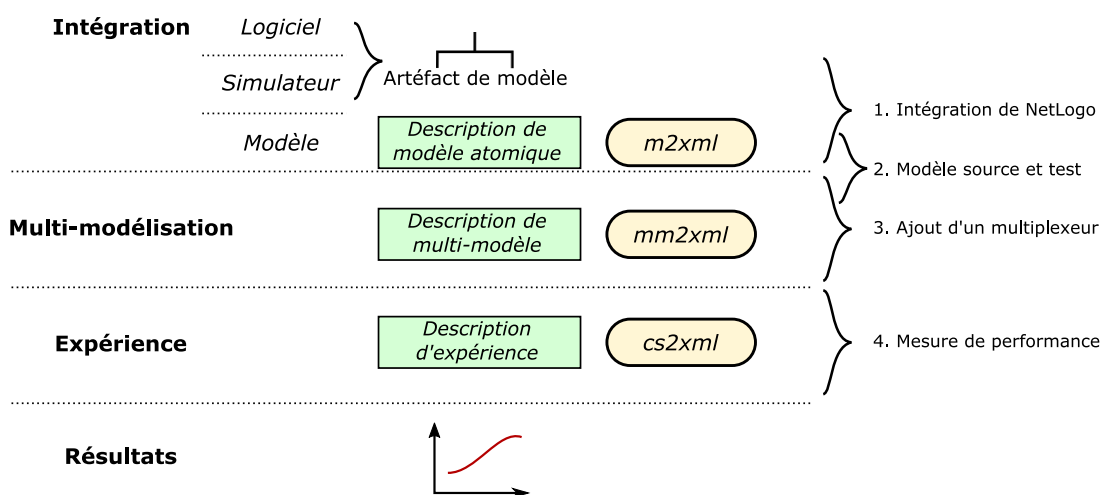 Intégration
Logiciel
Simulateur
Modèle
Artéfact de modèle
Description de
modèle atomique
m2xml
1. Intégration de NetLogo
2. Modèle source et test
Multi-modélisation
Description de
multi-modèle
mm2xml
3. Ajout d'un multiplexeur
Expérience
Description
d'expérience
cs2xml
4. Mesure de performance
Résultats